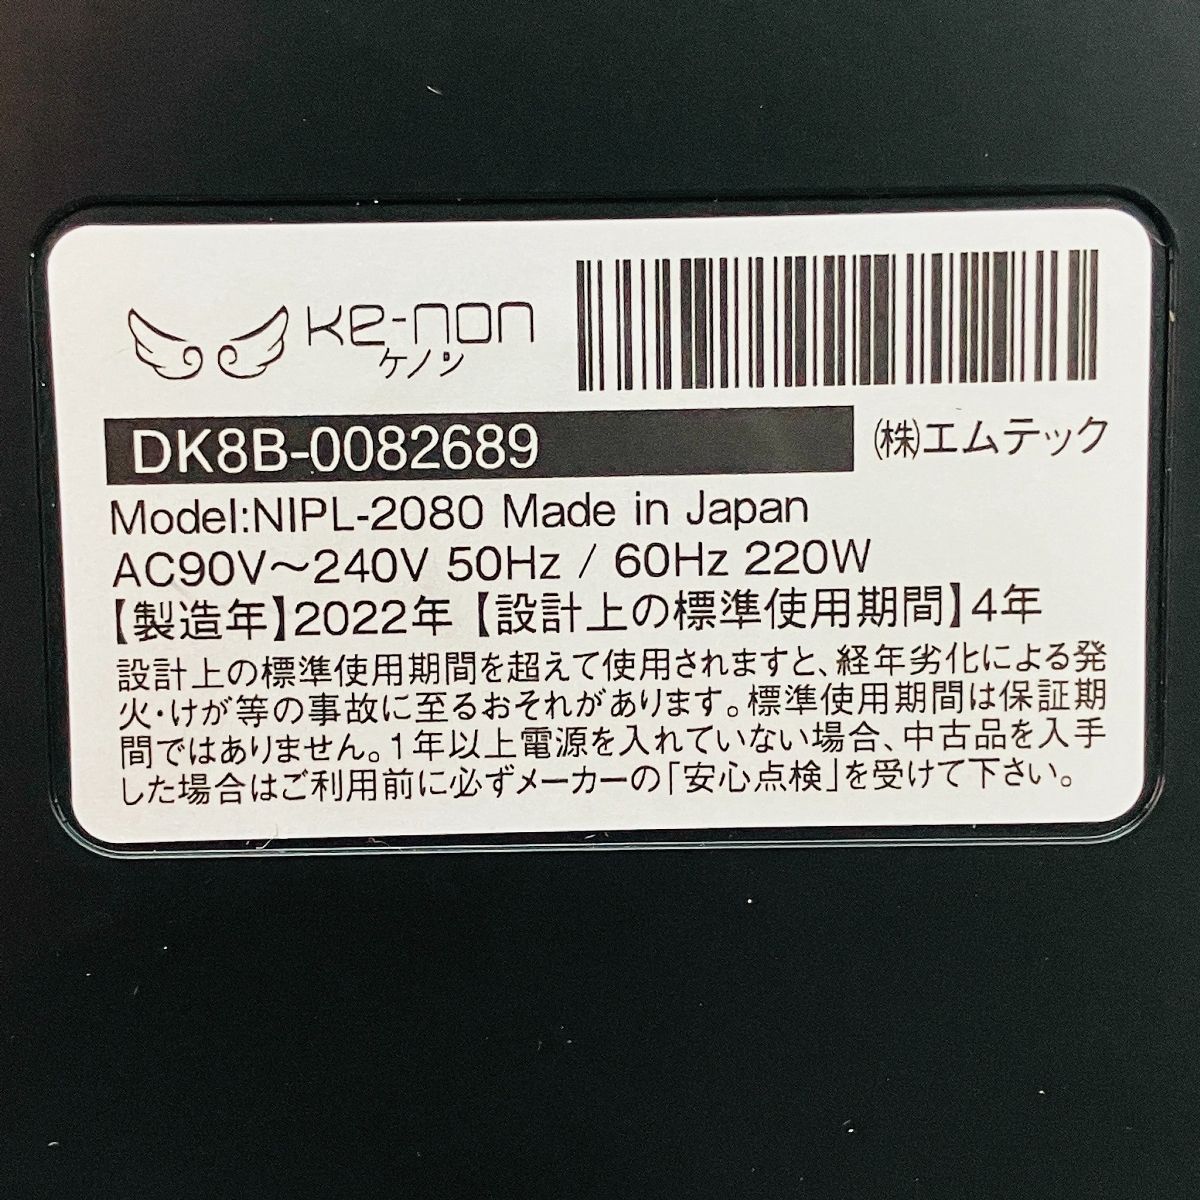 ke-non
ケノン
DK8B-0082689
㈱エムテック
Model:NIPL-2080 Made in Japan
AC90V～240V 50Hz / 60Hz 220W
【製造年】2022年【設計上の標準使用期間】4年
設計上の標準使用期間を超えて使用されますと、経年劣化による発
火・けが等の事故に至るおそれがあります。標準使用期間は保証期
間ではありません。1年以上電源を入れていない場合、中古品を入手
した場合はご利用前に必ずメーカーの「安心点検」を受けて下さい。